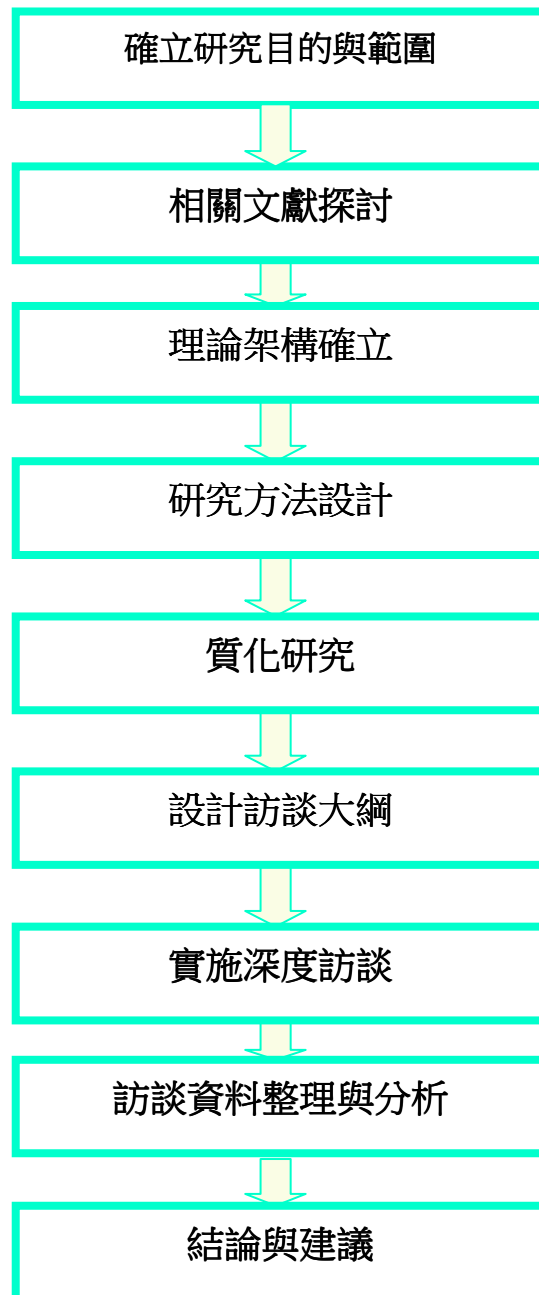 確立研究目的與範圍
相關文獻探討
理論架構確立
研究方法設計
質化研究
設計訪談大綱
實施深度訪談
訪談資料整理與分析
結論與建議